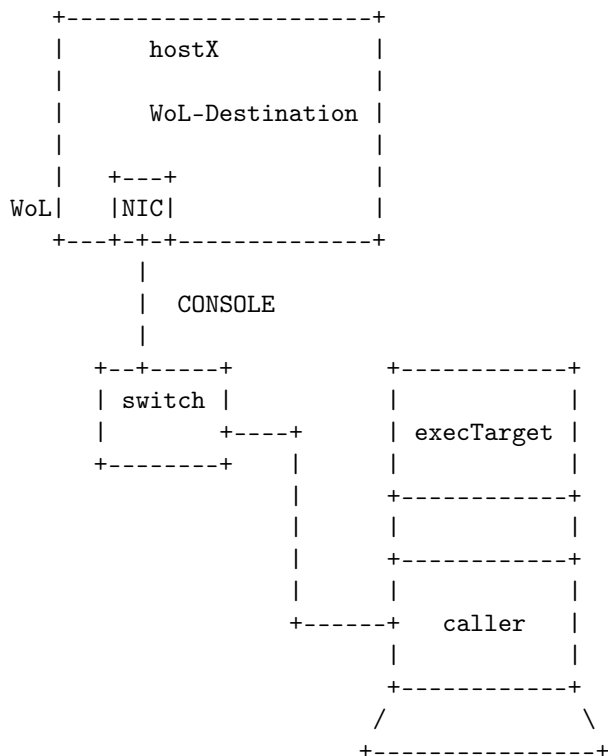 hostX
WoL-Destination
WoL
NIC
CONSOLE
switch
execTarget
caller